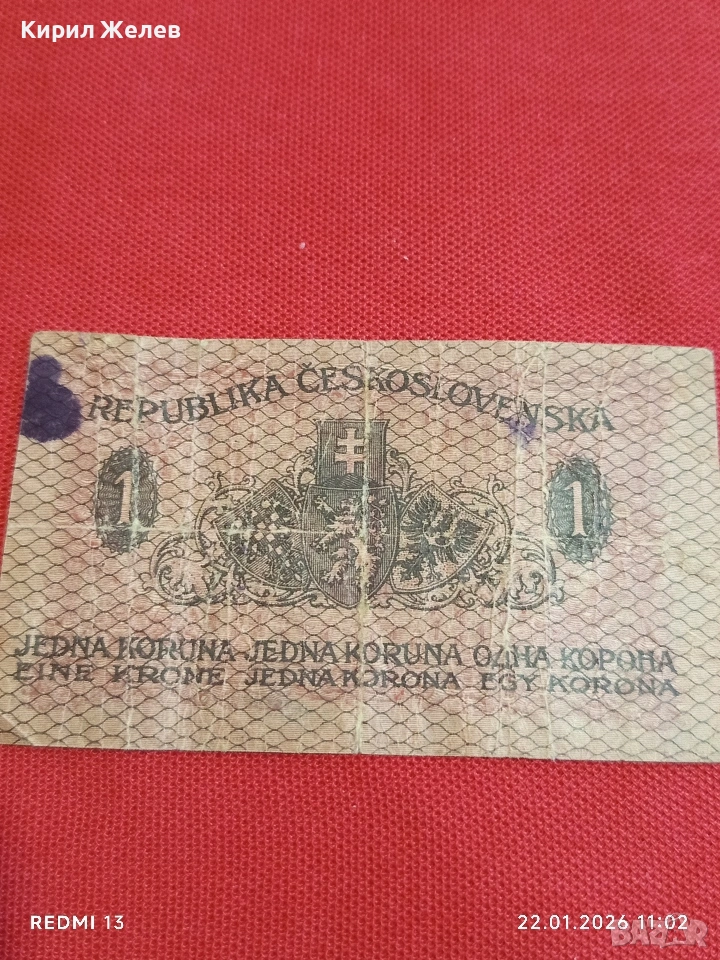 Кирил Желев
REPUBLIKA ČESKOSLOVENSKA
1 1
JEDNA KORUNA · JEDNA KORUNA ОДНА КОРОНА
EINE KRONE JEDNA KORONA EGY KORONA
REDMI 13
22.01.2026 11:02
BAZAR